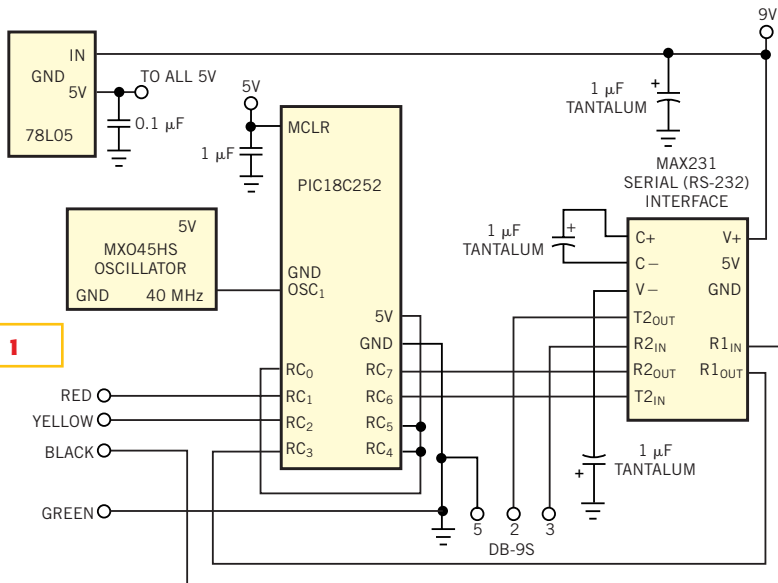 9V
IN
GND
5V
78L05
TO ALL 5V
0.1 µF
5V
1 µF
MCLR
PIC18C252
GND
OSC1
5V
GND
RC0
RC1
RC2
RC3
RC7
RC6
RC5
RC4
1 µF
TANTALUM
MAX231
SERIAL (RS-232)
INTERFACE
1 µF
TANTALUM
+
+
C+
C–
V–
T2OUT
R2IN
R2OUT
T2IN
V+
5V
GND
R1IN
R1OUT
5V
MXO45HS
OSCILLATOR
GND 40 MHz
1
RED
YELLOW
BLACK
GREEN
1 µF
TANTALUM
+
5 2 3
DB-9S